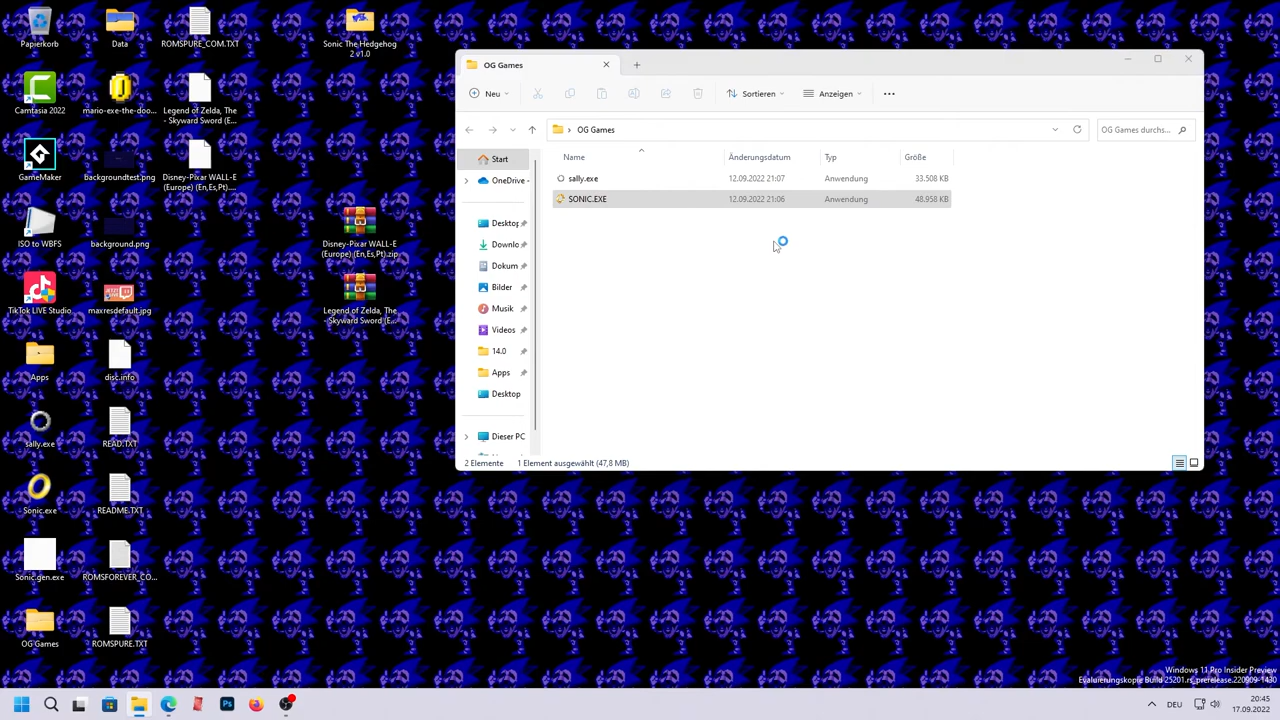 Papierkorb
Data
ROMSPURE_COM.TXT
Sonic The Hedgehog
2 v1.0
Camtasia 2022
mario-exe-the-doo...
Legend of Zelda, The
- Skyward Sword (E...
GameMaker
backgroundtest.png
Disney-Pixar WALL-E
(Europe) (En,Es,Pt)....
ISO to WBFS
background.png
Disney-Pixar WALL-E
(Europe) (En,Es,Pt).zip
TikTok LIVE Studio
maxresdefault.jpg
Legend of Zelda, The
- Skyward Sword (E...
Apps
disc.info
sally.exe
READ.TXT
Sonic.exe
README.TXT
Sonic.gen.exe
ROMSFOREVER_CO...
OG Games
ROMSPURE.TXT
OG Games
Neu
Sortieren
Anzeigen
OG Games
OG Games durchs...
Name
Änderungsdatum
Typ
Größe
sally.exe
12.09.2022 21:07
Anwendung
33.508 KB
SONIC.EXE
12.09.2022 21:06
Anwendung
48.958 KB
Start
OneDrive -
Desktop
Downlo
Dokum
Bilder
Musik
Videos
14.0
Apps
Desktop
Dieser PC
2 Elemente
1 Element ausgewählt (47,8 MB)
Windows 11 Pro Insider Preview
Evaluierungskopie Build 25201.rs_prerelease.220909-1430
Ps
DEU
20:45
17.09.2022